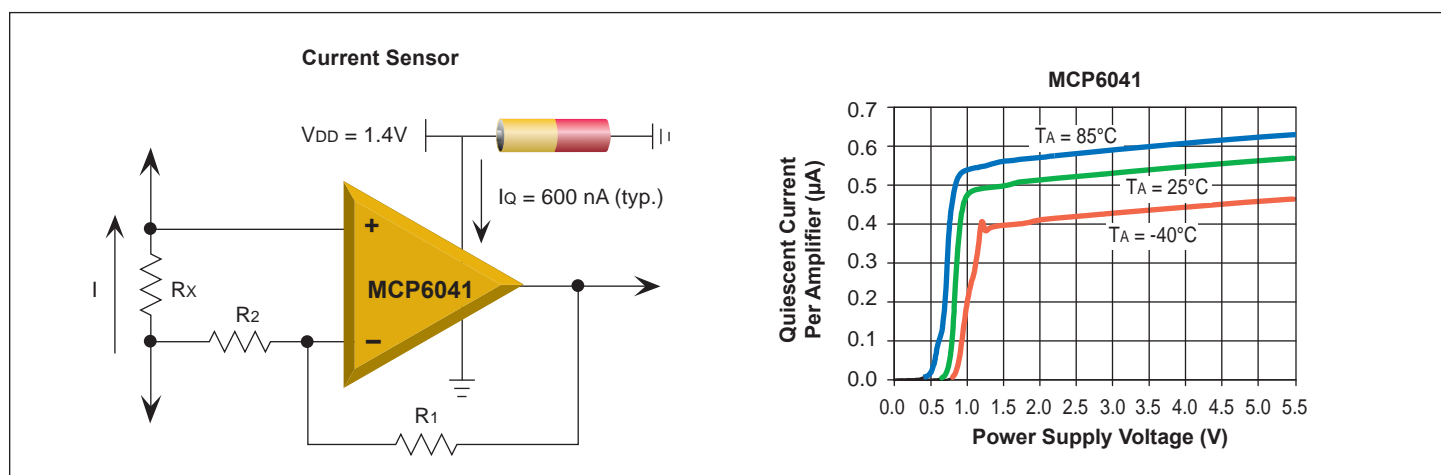 Current Sensor
VDD = 1.4V
IQ = 600 nA (typ.)
+
MCP6041
–
I
RX
R2
R1
MCP6041
Quiescent Current
Per Amplifier (µA)
0.7
0.6
0.5
0.4
0.3
0.2
0.1
0.0
TA = 85°C
TA = 25°C
TA = -40°C
0.0 0.5 1.0 1.5 2.0 2.5 3.0 3.5 4.0 4.5 5.0 5.5
Power Supply Voltage (V)